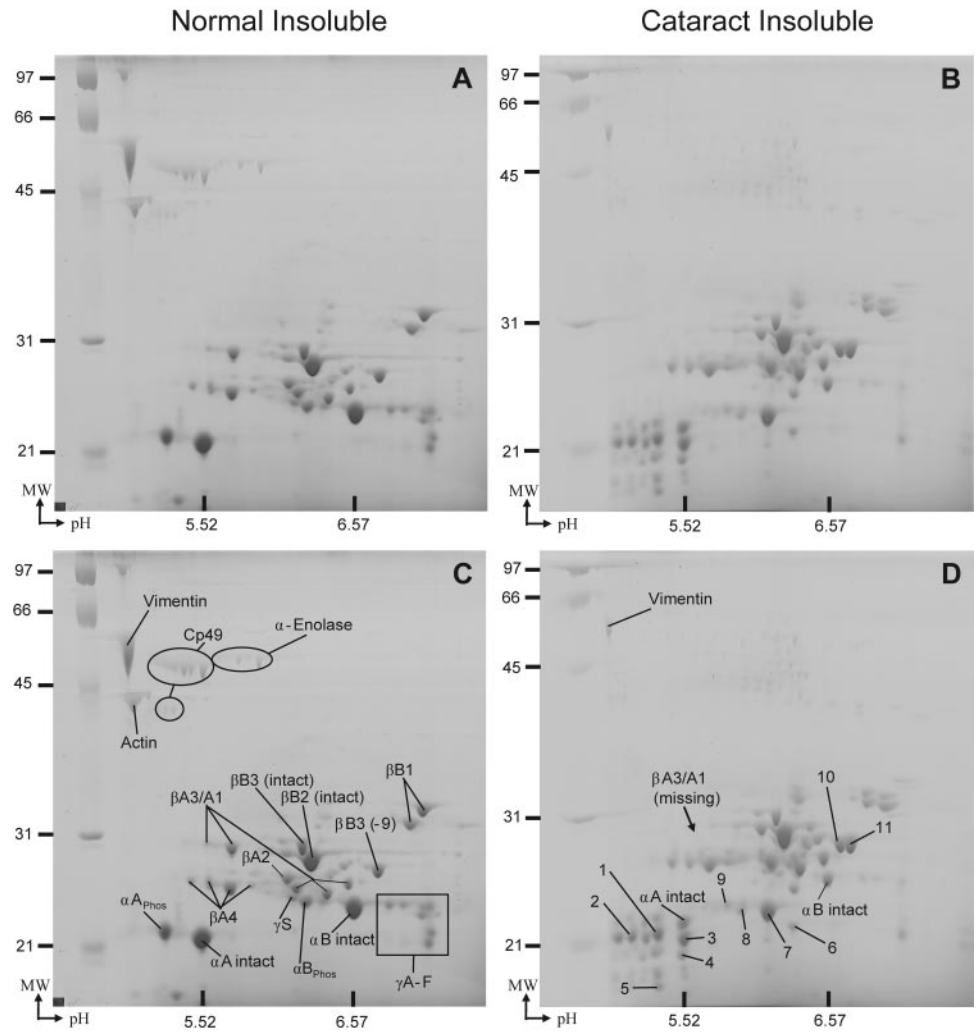 Normal Insoluble
Cataract Insoluble
A
97
66
45
31
21
MW
pH
5.52
6.57
B
97
66
45
31
21
MW
pH
5.52
6.57
C
97
66
45
31
21
Vimentin
Cp49
α-Enolase
Actin
βB3 (intact)
βB1
βA3/A1
βB2 (intact)
βB3 (-9)
βA2
αAPhos
βA4
γS
αB intact
αA intact
αBPhos
γA-F
MW
pH
5.52
6.57
D
97
66
45
31
21
Vimentin
βA3/A1
(missing)
10
11
1
αA intact
9
2
αB intact
3
8
7
6
4
5
MW
pH
5.52
6.57